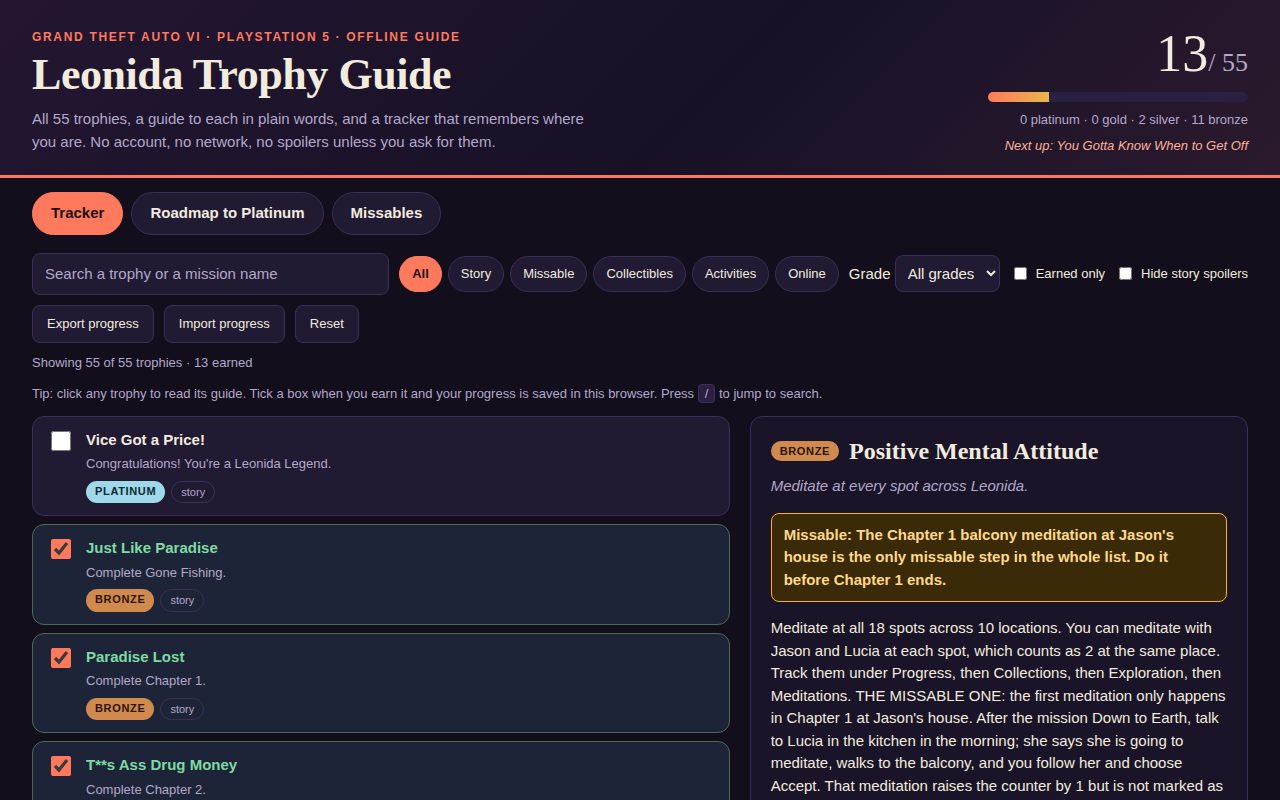 GRAND THEFT AUTO VI · PLAYSTATION 5 · OFFLINE GUIDE
Leonida Trophy Guide
All 55 trophies, a guide to each in plain words, and a tracker that remembers where
you are. No account, no network, no spoilers unless you ask for them.
13/ 55
0 platinum · 0 gold · 2 silver · 11 bronze
Next up: You Gotta Know When to Get Off
Tracker Roadmap to Platinum Missables
Search a trophy or a mission name All Story Missable Collectibles Activities Online Grade All grades Earned only Hide story spoilers
Export progress Import progress Reset
Showing 55 of 55 trophies · 13 earned
Tip: click any trophy to read its guide. Tick a box when you earn it and your progress is saved in this browser. Press / to jump to search.
Vice Got a Price!
Congratulations! You're a Leonida Legend.
PLATINUM story
Just Like Paradise
Complete Gone Fishing.
BRONZE story
Paradise Lost
Complete Chapter 1.
BRONZE story
T**s Ass Drug Money
Complete Chapter 2.
BRONZE Positive Mental Attitude
Meditate at every spot across Leonida.
Missable: The Chapter 1 balcony meditation at Jason's
house is the only missable step in the whole list. Do it
before Chapter 1 ends.
Meditate at all 18 spots across 10 locations. You can meditate with
Jason and Lucia at each spot, which counts as 2 at the same place.
Track them under Progress, then Collections, then Exploration, then
Meditations. THE MISSABLE ONE: the first meditation only happens
in Chapter 1 at Jason's house. After the mission Down to Earth, talk
to Lucia in the kitchen in the morning; she says she is going to
meditate, walks to the balcony, and you follow her and choose
Accept. That meditation raises the counter by 1 but is not marked as